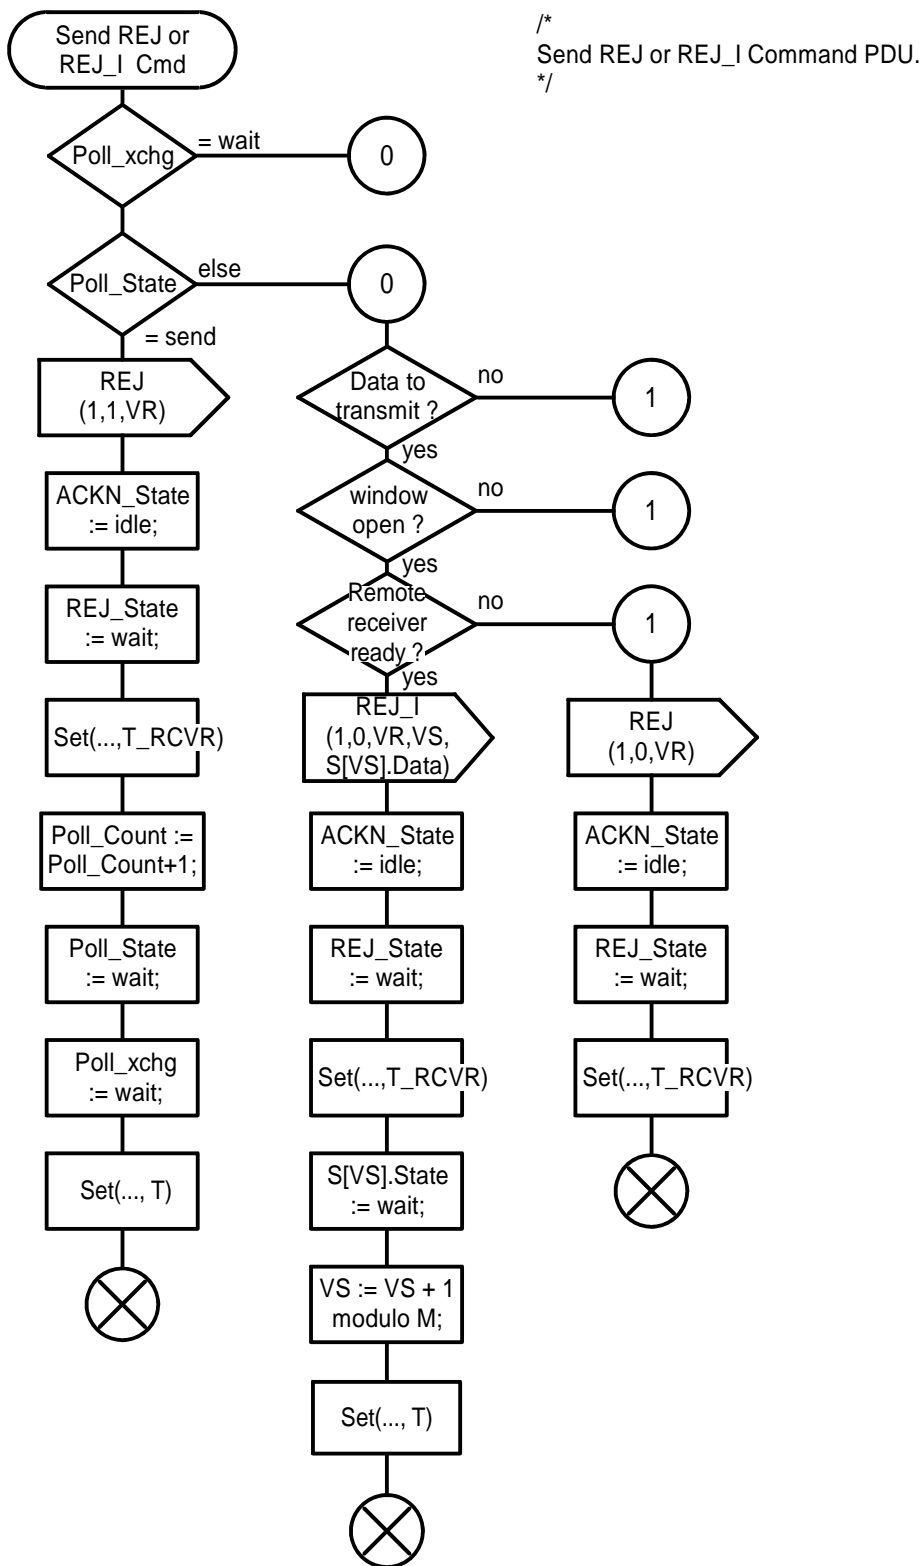 Send REJ or
REJ_I Cmd
/*
Send REJ or REJ_I Command PDU.
*/
Poll_xchg
= wait
0
Poll_State
else
0
= send
REJ
(1,1,VR)
ACKN_State
:= idle;
REJ_State
:= wait;
Set(...,T_RCVR)
Poll_Count :=
Poll_Count+1;
Poll_State
:= wait;
Poll_xchg
:= wait;
Set(..., T)
Data to
transmit ?
no
1
yes
window
open ?
no
1
yes
Remote
receiver
ready ?
no
1
yes
REJ_I
(1,0,VR,VS,
S[VS].Data)
ACKN_State
:= idle;
REJ_State
:= wait;
Set(...,T_RCVR)
S[VS].State
:= wait;
VS := VS + 1
modulo M;
Set(..., T)
REJ
(1,0,VR)
ACKN_State
:= idle;
REJ_State
:= wait;
Set(...,T_RCVR)